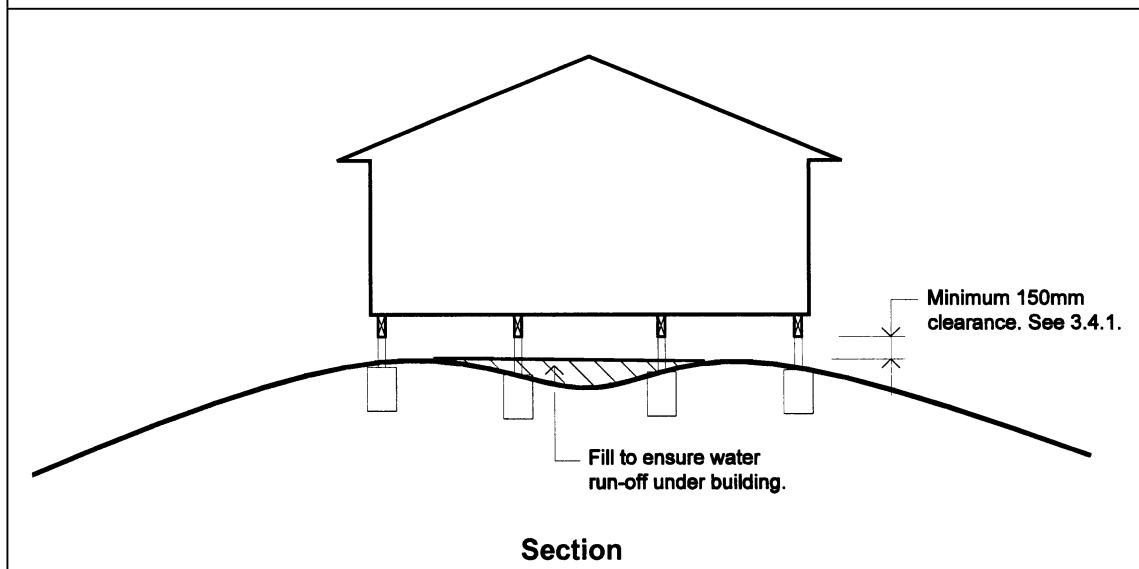 Minimum 150mm
clearance. See 3.4.1.
Fill to ensure water
run-off under building.
Section